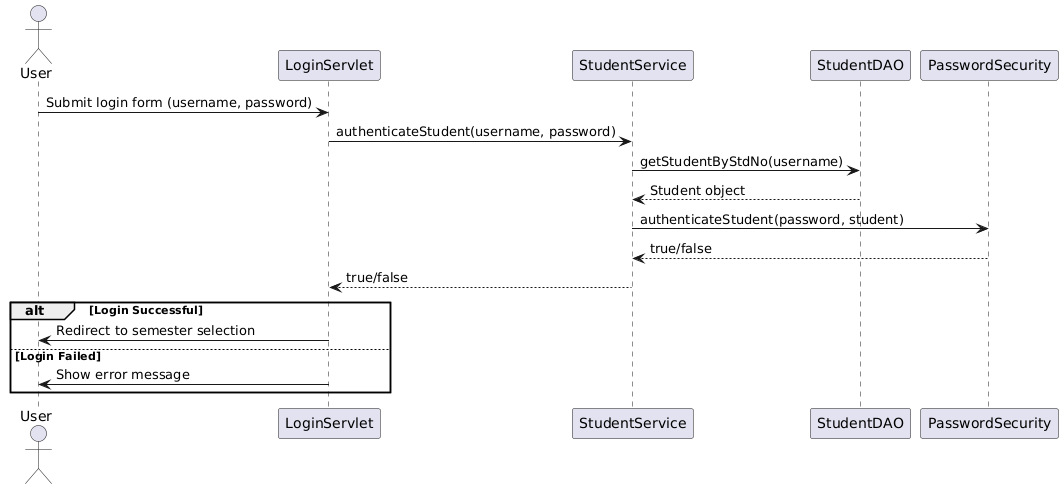 User
LoginServlet
StudentService
StudentDAO
PasswordSecurity
Submit login form (username, password)
authenticateStudent(username, password)
getStudentByStdNo(username)
Student object
authenticateStudent(password, student)
true/false
true/false
alt [Login Successful]
Redirect to semester selection
[Login Failed]
Show error message
User
LoginServlet
StudentService
StudentDAO
PasswordSecurity